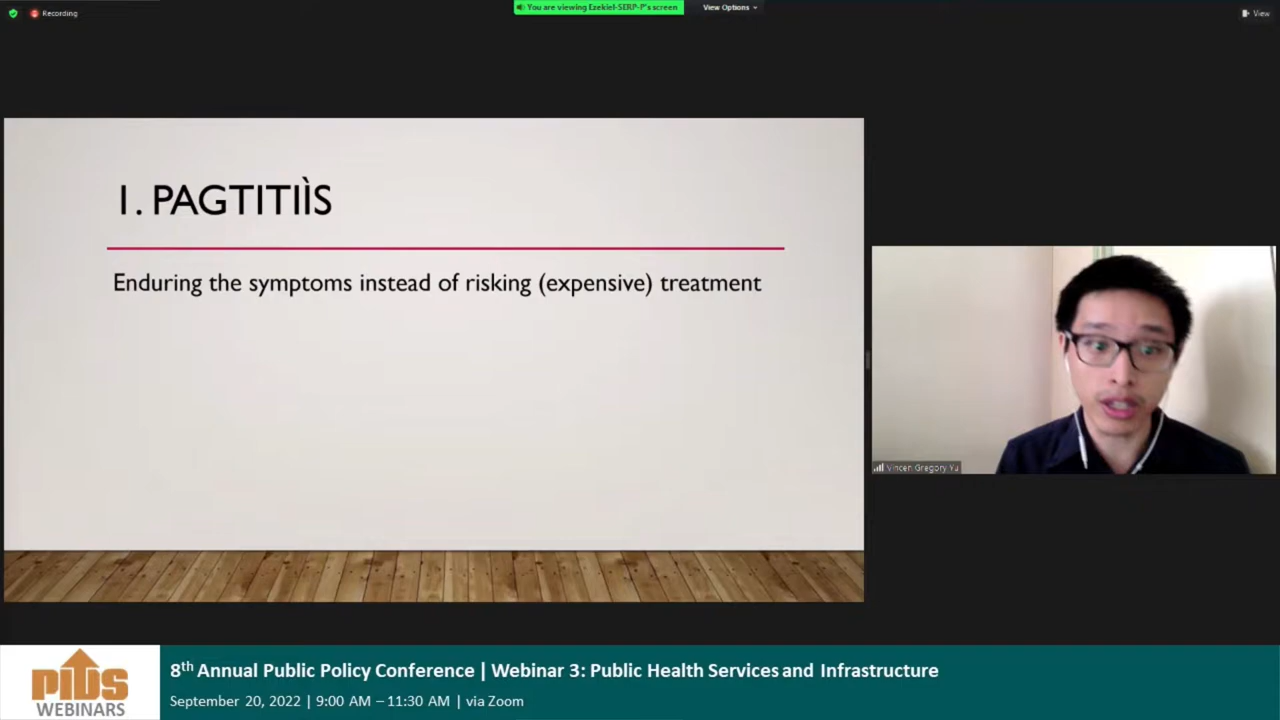 Recording
You are viewing Ezekiel-SERP-P's screen
View Options
View
1. PAGTITIÌS
Enduring the symptoms instead of risking (expensive) treatment
Vincen Gregory Yu
PIDS
WEBINARS
8th Annual Public Policy Conference | Webinar 3: Public Health Services and Infrastructure
September 20, 2022 | 9:00 AM – 11:30 AM | via Zoom